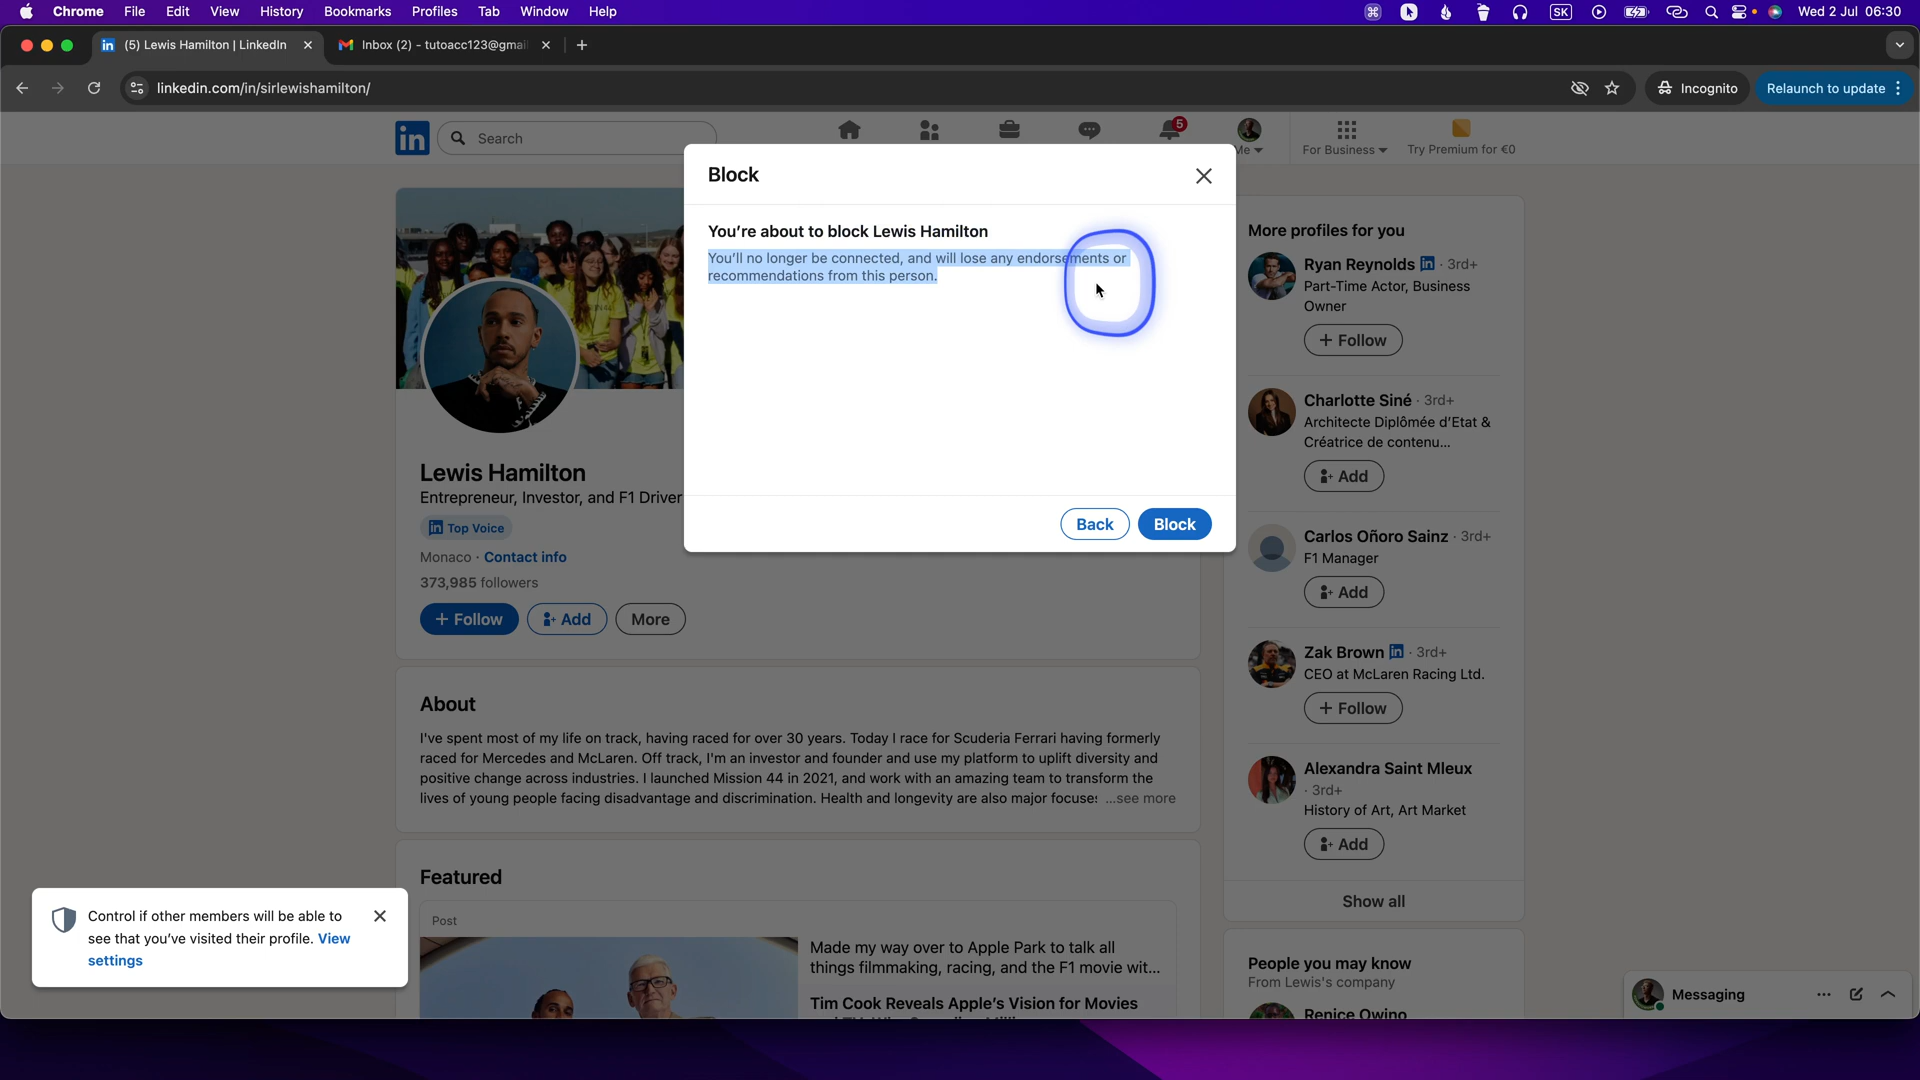 Chrome File Edit View History Bookmarks Profiles Tab Window Help
SK
Wed 2 Jul 06:30
(5) Lewis Hamilton | LinkedIn
Inbox (2) - tutoacc123@gmai
linkedin.com/in/sirlewishamilton/
Incognito
Relaunch to update
in
Search
5
Me
For Business
Try Premium for €0
Block
You're about to block Lewis Hamilton
You'll no longer be connected, and will lose any endorsements or
recommendations from this person.
Back
Block
Lewis Hamilton
Entrepreneur, Investor, and F1 Driver
in Top Voice
Monaco · Contact info
373,985 followers
+ Follow
Add
More
About
I've spent most of my life on track, having raced for over 30 years. Today I race for Scuderia Ferrari having formerly
raced for Mercedes and McLaren. Off track, I'm an investor and founder and use my platform to uplift diversity and
positive change across industries. I launched Mission 44 in 2021, and work with an amazing team to transform the
lives of young people facing disadvantage and discrimination. Health and longevity are also major focuses ...see more
Featured
Post
Made my way over to Apple Park to talk all
things filmmaking, racing, and the F1 movie wit...
Tim Cook Reveals Apple's Vision for Movies
More profiles for you
Ryan Reynolds in · 3rd+
Part-Time Actor, Business
Owner
+ Follow
Charlotte Siné · 3rd+
Architecte Diplômée d'Etat &
Créatrice de contenu...
Add
Carlos Oñoro Sainz · 3rd+
F1 Manager
Add
Zak Brown in · 3rd+
CEO at McLaren Racing Ltd.
+ Follow
Alexandra Saint Mleux
· 3rd+
History of Art, Art Market
Add
Show all
People you may know
From Lewis's company
Renice Owino
Control if other members will be able to
see that you've visited their profile. View
settings
Messaging